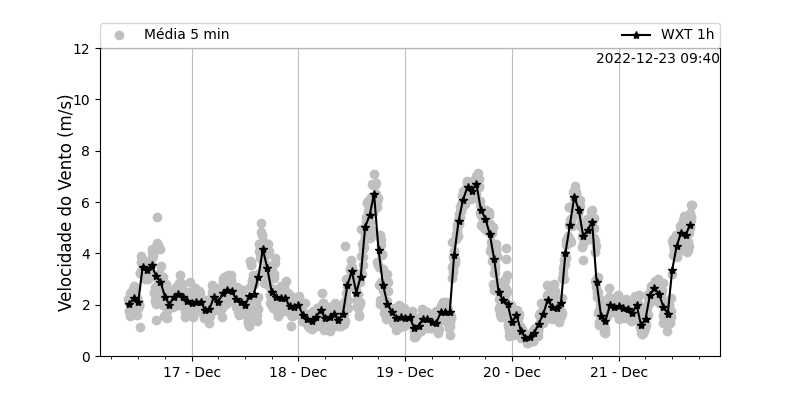 Média 5 min
WXT 1h
2022-12-23 09:40
Velocidade do Vento (m/s)
12
10
8
6
4
2
0
17 - Dec
18 - Dec
19 - Dec
20 - Dec
21 - Dec